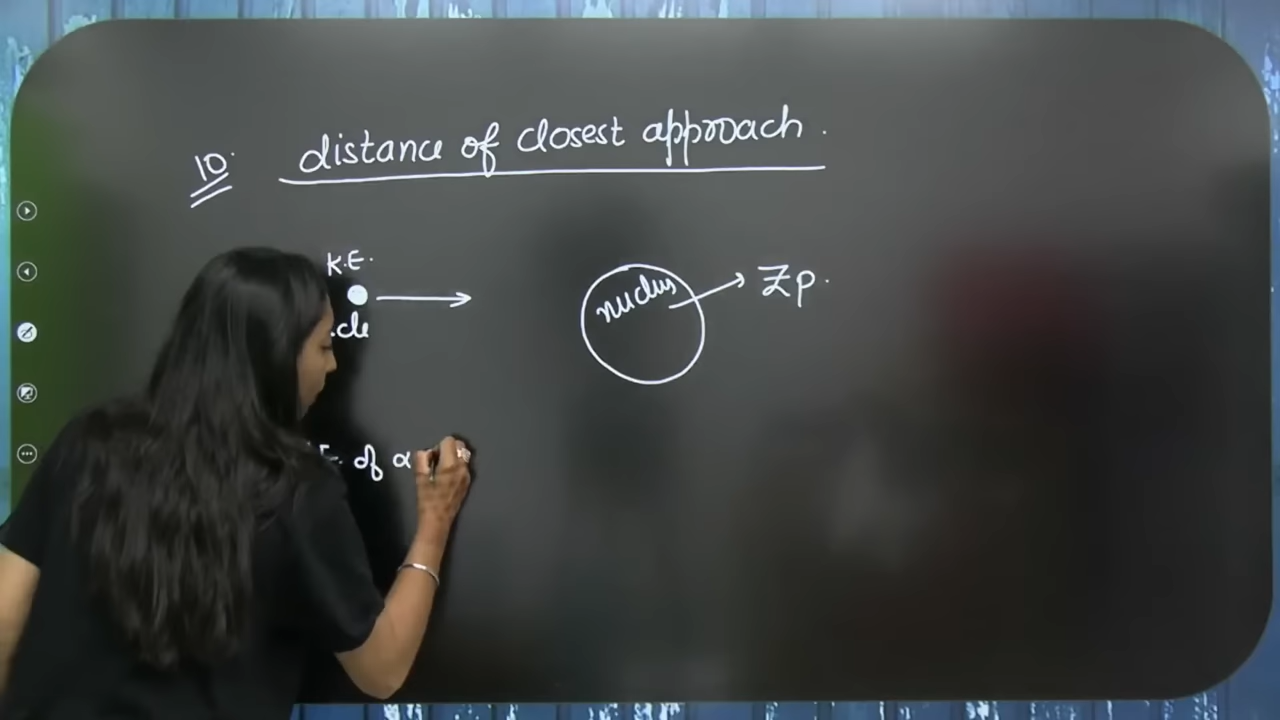 10. distance of closest approach.
K.E.
.cle
nucleus → Zp.
E. of α